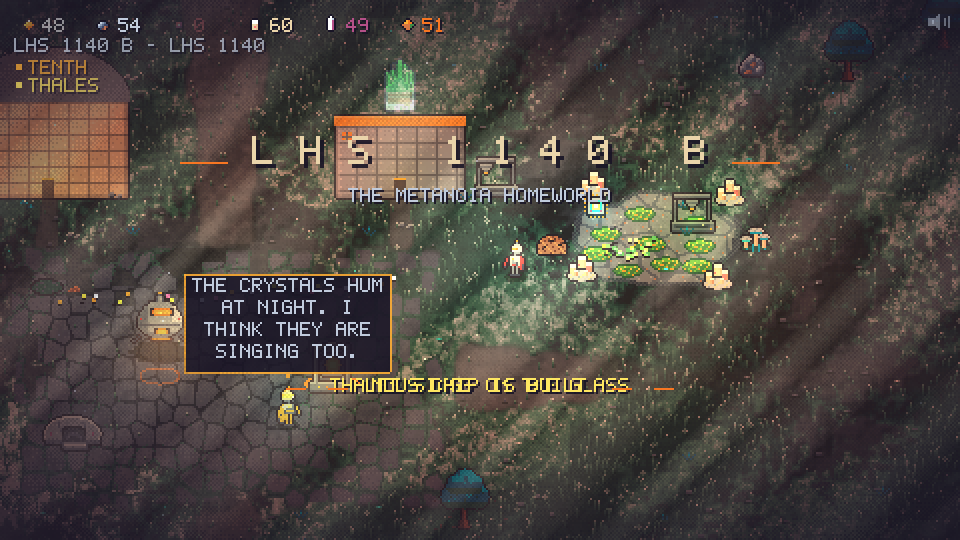 48 54 0 60 49 51
LHS 1140 B - LHS 1140
TENTH
THALES
LHS 1140 B
THE METANOIA HOMEWORLD
THE CRYSTALS HUM
AT NIGHT. I
THINK THEY ARE
SINGING TOO.